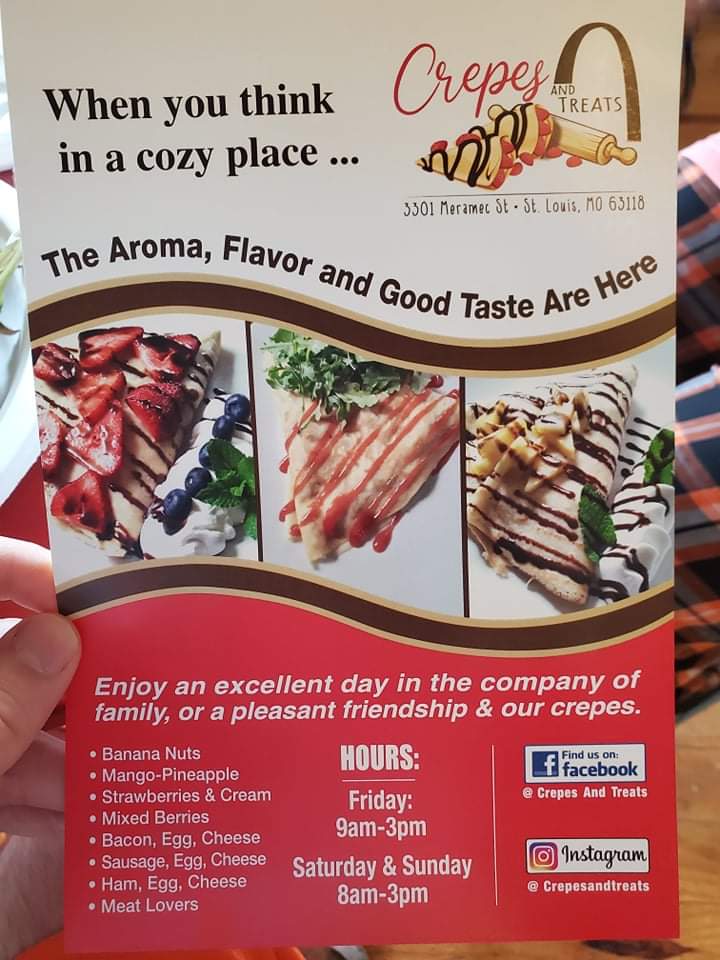 When you think
in a cozy place ...
Crepes
AND
TREATS
3301 Meramec St • St. Louis, MO 63118
The Aroma, Flavor and Good Taste Are Here
Enjoy an excellent day in the company of
family, or a pleasant friendship & our crepes.
• Banana Nuts
• Mango-Pineapple
• Strawberries & Cream
• Mixed Berries
• Bacon, Egg, Cheese
• Sausage, Egg, Cheese
• Ham, Egg, Cheese
• Meat Lovers
HOURS:
Friday:
9am-3pm
Saturday & Sunday
8am-3pm
f
Find us on:
facebook
@ Crepes And Treats
Instagram
@ Crepesandtreats